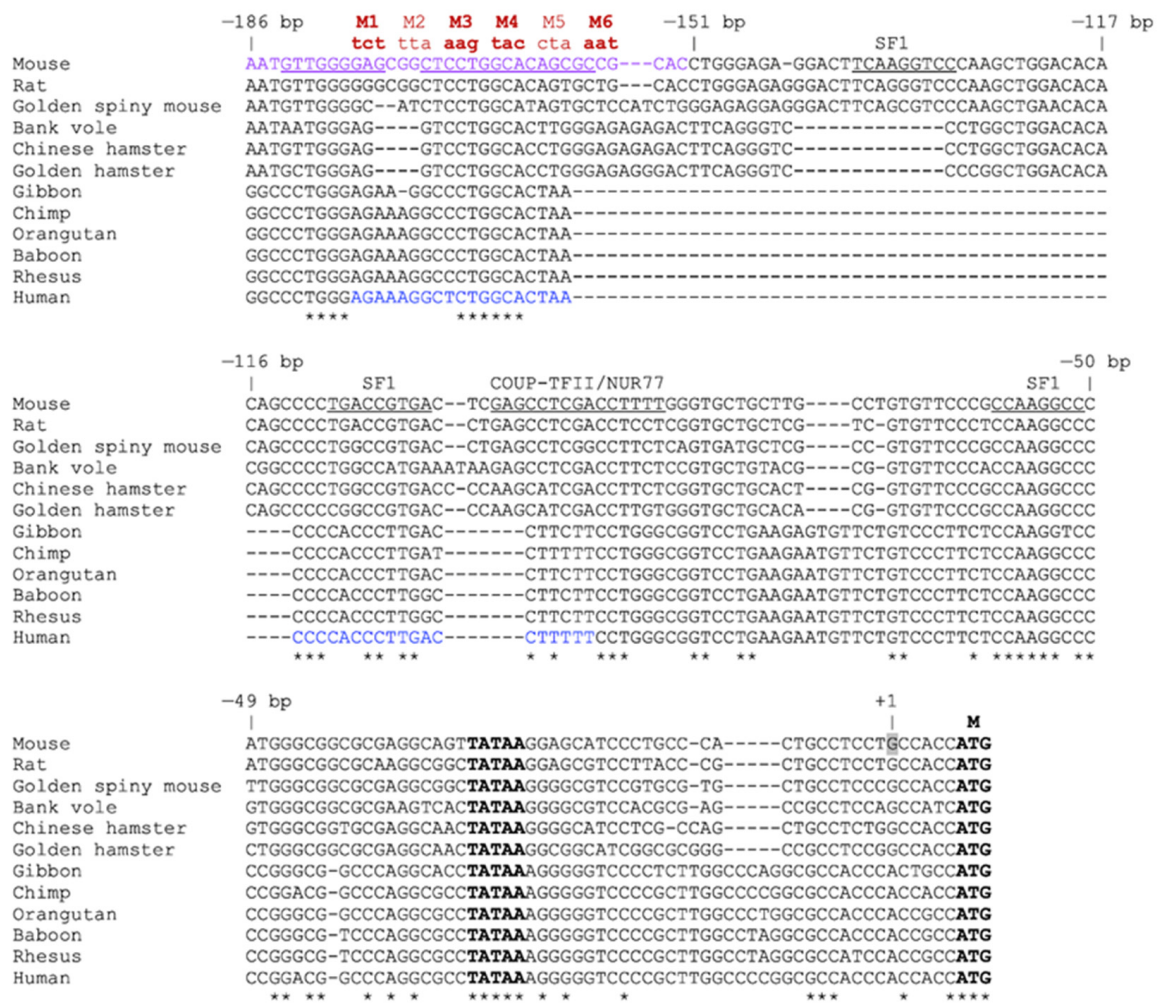 −186 bp M1 M2 M3 M4 M5 M6 −151 bp −117 bp
| tct tta aag tac cta aat | SF1 |
Mouse AATGTTGGGGGAGCGGCTCCTGGCACAGCGCCG---CACCTGGGAGA-GGACTTCAAGGTCCCAAGCTGGACACA
Rat AATGTTGGGGGGCGGCTCCTGGCACAGTGCTG---CACCTGGGAGAGGGACTTCAGGGTCCCAAGCTGGACACA
Golden spiny mouse AATGTTGGGGC--ATCTCCTGGCATAGTGCTCCATCTGGGAGAGGAGGGACTTCAGCGTCCCAAGCTGAACACA
Bank vole AATAATGGGAG----GTCCTGGCACTTGGGAGAGAGACTTCAGGGTC-------------CCTGGCTGGACACA
Chinese hamster AATGTTGGGAG----GTCCTGGCACCTGGGAGAGAGACTTCAGGGTC-------------CCTGGCTGGACACA
Golden hamster AATGCTGGGAG----GTCCTGGCACCTGGGAGAGGGACTTCAGGGTC-------------CCCGGCTGGACACA
Gibbon GGCCCTGGGAGAA-GGCCCTGGCACTAA----------------------------------------------
Chimp GGCCCTGGGAGAAAGGCCCTGGCACTAA----------------------------------------------
Orangutan GGCCCTGGGAGAAAGGCCCTGGCACTAA----------------------------------------------
Baboon GGCCCTGGGAGAAAGGCCCTGGCACTAA----------------------------------------------
Rhesus GGCCCTGGGAGAAAGGCCCTGGCACTAA----------------------------------------------
Human GGCCCTGGGAGAAAGGCTCTGGCACTAA----------------------------------------------
**** ******
−116 bp −50 bp
| SF1 COUP-TFII/NUR77 SF1 |
Mouse CAGCCCCTGACCGTGAC--TCGAGCCTCGACCTTTTGGGTGCTGCTTG----CCTGTGTTCCCGCCAAGGCCC
Rat CAGCCCCTGACCGTGAC--CTGAGCCTCGACCTCCTCGGTGCTGCTCG----TC-GTGTTCCCTCCAAGGCCC
Golden spiny mouse CAGCCCCTGGCCGTGAC--CTGAGCCTCGGCCTTCTCAGTGATGCTCG----CC-GTGTTCCCGCCAAGGCCC
Bank vole CGGCCCCTGGCCATGAAATAAGAGCCTCGACCTTCTCCGTGCTGTACG----CG-GTGTTCCCACCAAGGCCC
Chinese hamster CAGCCCCTGGCCGTGACC-CCAAGCATCGACCTTCTCGGTGCTGCACT----CG-GTGTTCCCGCCAAGGCCC
Golden hamster CAGCCCCCGGCCGTGAC--CCAAGCATCGACCTTGTGGGTGCTGCACA----CG-GTGTTCCCGCCAAGGCCC
Gibbon ----CCCCACCCTTGAC-------CTTCTTCCTGGGCGGTCCTGAAGAGTGTTCTGTCCCTTCTCCAAGGTCC
Chimp ----CCCCACCCTTGAT-------CTTTTTCCTGGGCGGTCCTGAAGAATGTTCTGTCCCTTCTCCAAGGCCC
Orangutan ----CCCCACCCTTGAC-------CTTCTTCCTGGGCGGTCCTGAAGAATGTTCTGTCCCTTCTCCAAGGCCC
Baboon ----CCCCACCCTTGGC-------CTTCTTCCTGGGCGGTCCTGAAGAATGTTCTGTCCCTTCTCCAAGGCCC
Rhesus ----CCCCACCCTTGGC-------CTTCTTCCTGGGCGGTCCTGAAGAATGTTCTGTCCCTTCTCCAAGGCCC
Human ----CCCCACCCTTGAC-------CTTTTTCCTGGGCGGTCCTGAAGAATGTTCTGTCCCTTCTCCAAGGCCC
*** ** ** * * *** ** ** ** * ****** **
−49 bp +1
| | M
Mouse ATGGGCGGCGCGAGGCAGTTATAAGGAGCATCCCTGCC-CA-----CTGCCTCCTGCCACCATG
Rat ATGGGCGGCGCAAGGCGGCTATAAGGAGCGTCCTTACC-CG-----CTGCCTCCTGCCACCATG
Golden spiny mouse TTGGGCGGCGCGAGGCGGCTATAAGGGGCGTCCGTGCG-TG-----CTGCCTCCCGCCACCATG
Bank vole GTGGGCGGCGCGAAGTCACTATAAGGGGCGTCCACGCG-AG-----CCGCCTCCAGCCATCATG
Chinese hamster GTGGGCGGTGCGAGGCAACTATAAGGGGCATCCTCG-CCAG-----CTGCCTCTGGCCACCATG
Golden hamster CTGGGCGGCGCGAGGCAACTATAAGGCGGCATCGGCGCGGG-----CCGCCTCCGGCCACCATG
Gibbon CCGGGCG-GCCCAGGCACCTATAAAGGGGGTCCCCTCTTGGCCCAGGCGCCACCCACTGCCATG
Chimp CCGGACG-GCCCAGGCGCCTATAAAGGGGGTCCCCGCTTGGCCCCGGCGCCACCCACCACCATG
Orangutan CCGGGCG-GCCCAGGCGCCTATAAAGGGGGTCCCCGCTTGGCCCTGGCGCCACCCACCGCCATG
Baboon CCGGGCG-TCCCAGGCGCCTATAAAGGGGGTCCCCGCTTGGCCTAGGCGCCACCCACCGCCATG
Rhesus CCGGGCG-TCCCAGGCGCCTATAAAGGGGGTCCCCGCTTGGCCTAGGCGCCATCCACCGCCATG
Human CCGGACG-GCCCAGGCGCCTATAAAGGGGGTCCCCGCTTGGCCCCGGCGCCACCCACCACCATG
** ** * * * ***** * * * *** * ****